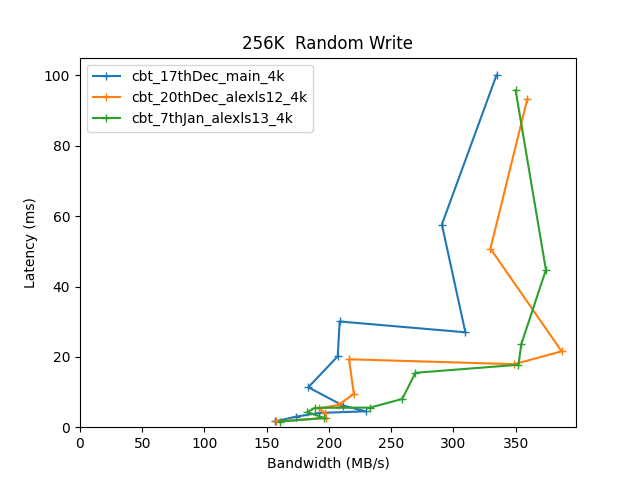 256K  Random Write
cbt_17thDec_main_4k
cbt_20thDec_alexls12_4k
cbt_7thJan_alexls13_4k
Latency (ms)
100
80
60
40
20
0
0 50 100 150 200 250 300 350
Bandwidth (MB/s)